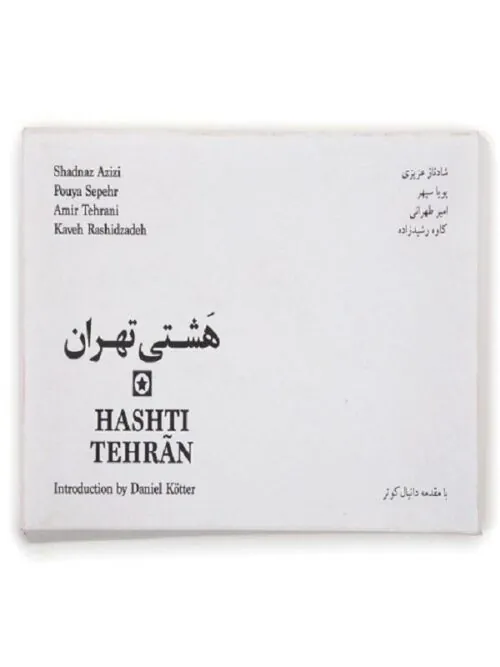 Shadnaz Azizi
Pouya Sepehr
Amir Tehrani
Kaveh Rashidzadeh
شادناز عزیزی
پویا سپهر
امیر طهرانی
کاوه رشیدزاده
هَشتی تهران
HASHTI
TEHRÃN
Introduction by Daniel Kötter
با مقدمه دانیال کوتر